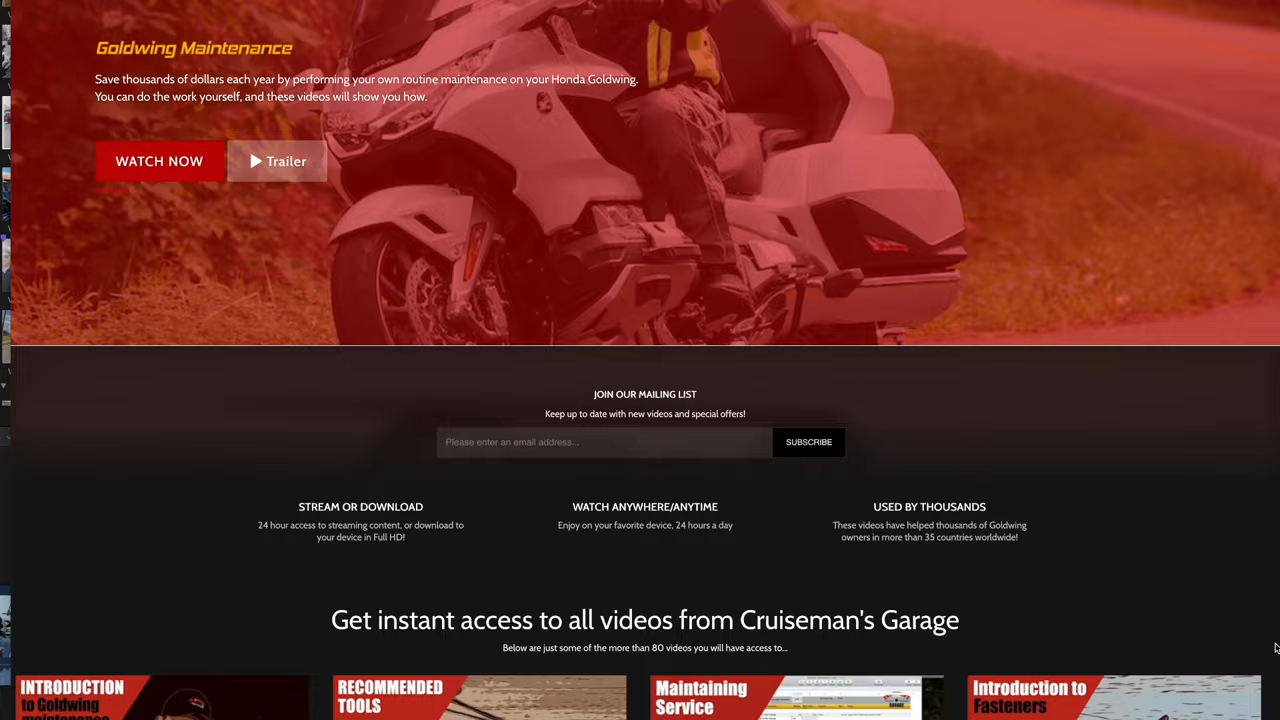 Goldwing Maintenance
Save thousands of dollars each year by performing your own routine maintenance on your Honda Goldwing.
You can do the work yourself, and these videos will show you how.
WATCH NOW
Trailer
JOIN OUR MAILING LIST
Keep up to date with new videos and special offers!
Please enter an email address...
SUBSCRIBE
STREAM OR DOWNLOAD
24 hour access to streaming content, or download to
your device in Full HD!
WATCH ANYWHERE/ANYTIME
Enjoy on your favorite device, 24 hours a day
USED BY THOUSANDS
These videos have helped thousands of Goldwing
owners in more than 35 countries worldwide!
Get instant access to all videos from Cruiseman's Garage
Below are just some of the more than 80 videos you will have access to...
INTRODUCTION
to Goldwing
maintenance
RECOMMENDED
TOOLS
Maintaining
Service
GARAGE
Introduction to
Fasteners